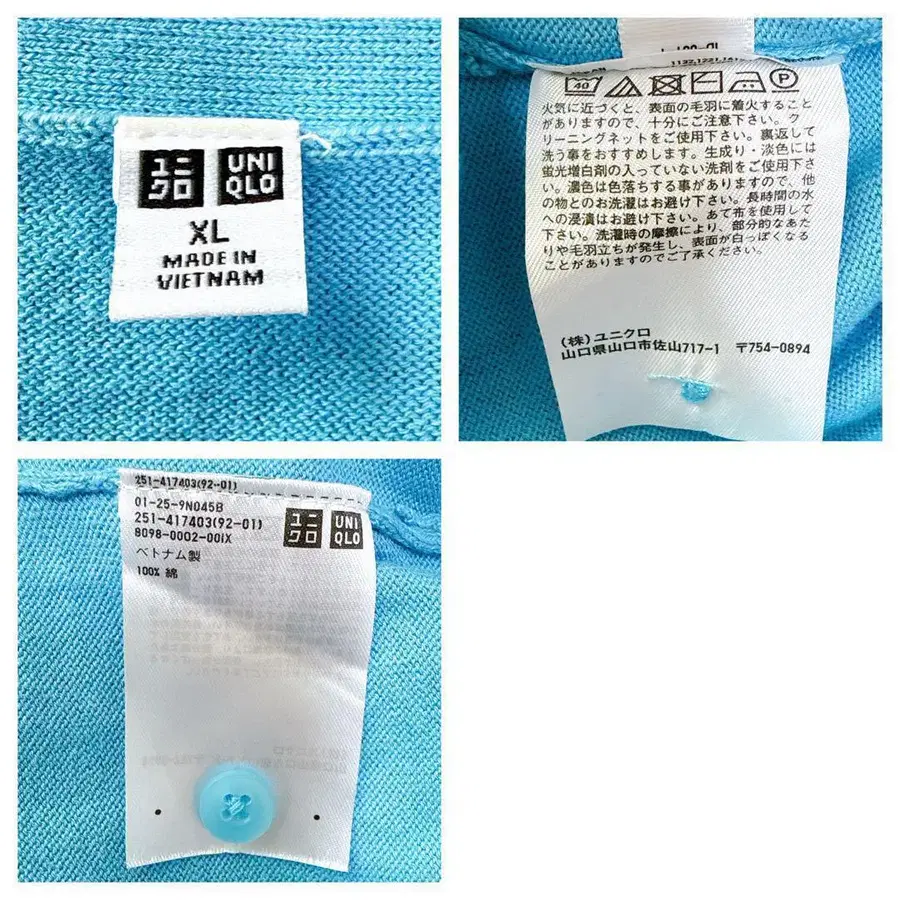 ユニクロ
UNIQLO
XL
MADE IN
VIETNAM
40
P
火気に近づくと、表面の毛羽に着火すること
がありますので、十分にご注意下さい。ク
リーニングネットをご使用下さい。裏返して
洗う事をおすすめします。生成り・淡色には
蛍光増白剤の入っていない洗剤をご使用下さ
い。濃色は色落ちする事がありますので、他
の物とのお洗濯はお避け下さい。長時間の水
への浸漬はお避け下さい。あて布を使用して
下さい。洗濯時の摩擦により、部分的なあた
りや毛羽立ちが発生し、表面が白っぽくなる
ことがありますのでご了承ください。
(株)ユニクロ
山口県山口市佐山717-1 〒754-0894
251-417403(92-01)
01-25-9N045B
251-417403(92-01)
8098-0002-00IX
ユニクロ
UNIQLO
ベトナム製
100% 綿